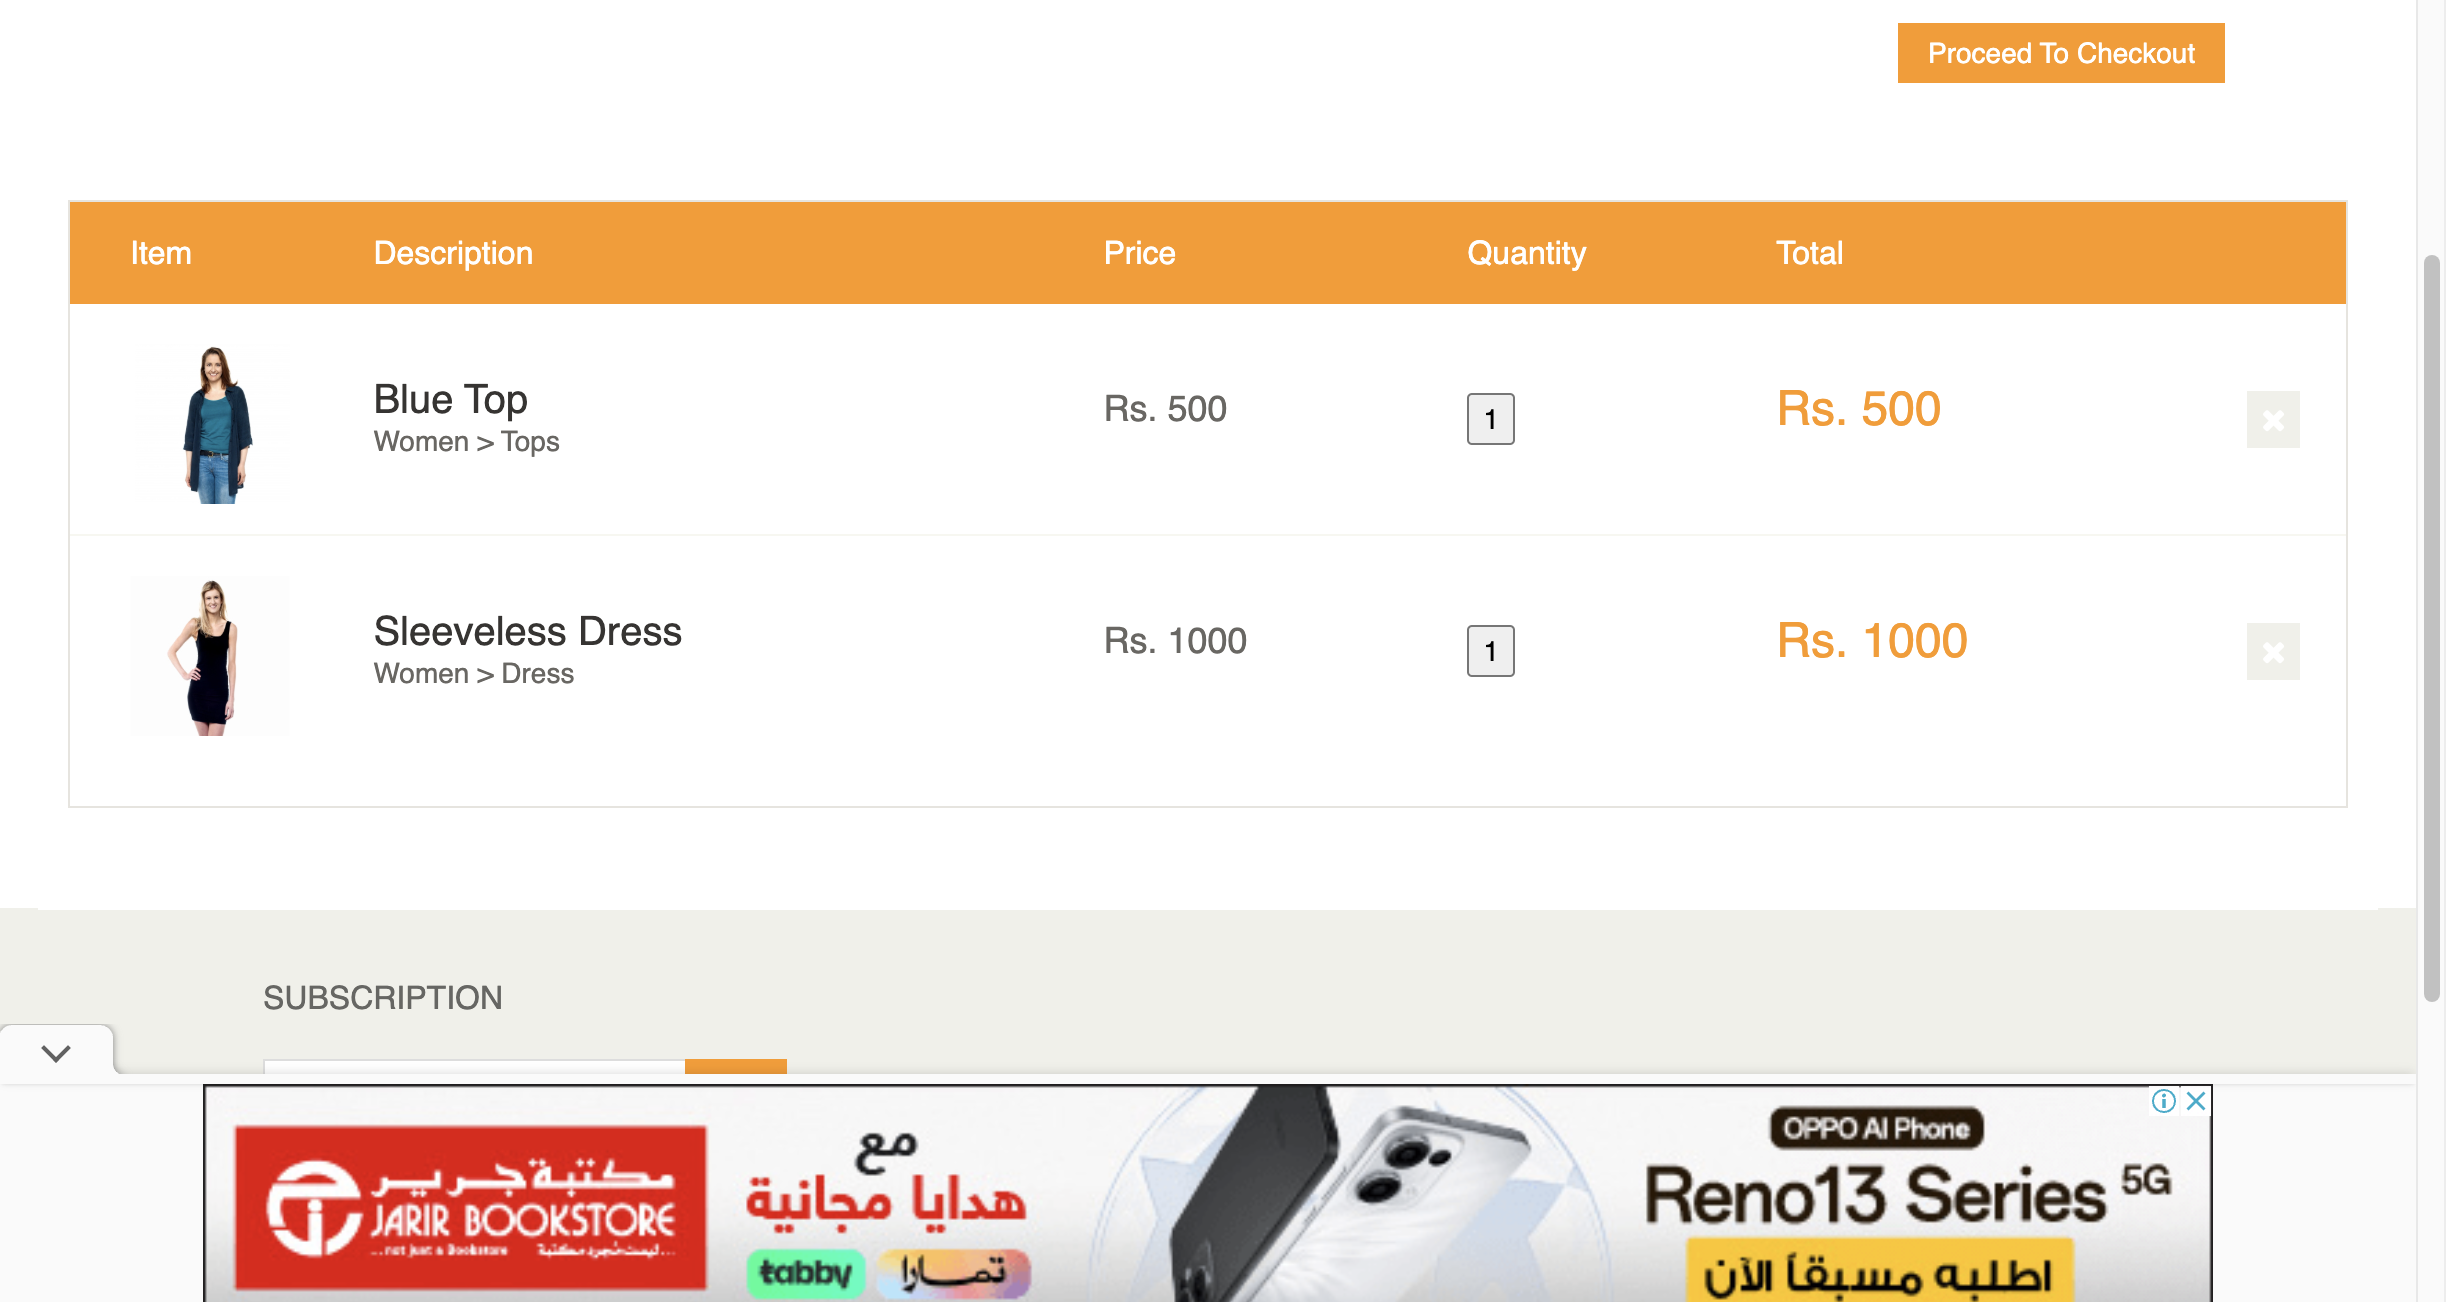 Proceed To Checkout
Item Description Price Quantity Total
Blue Top
Women > Tops
Rs. 500
1
Rs. 500
Sleeveless Dress
Women > Dress
Rs. 1000
1
Rs. 1000
SUBSCRIPTION
مكتبة جرير
JARIR BOOKSTORE
...not just a Bookstore ...ليست مجرد مكتبة
مع
هدايا مجانية
tabby تمارا
OPPO AI Phone
Reno13 Series 5G
اطلبه مسبقاً الآن